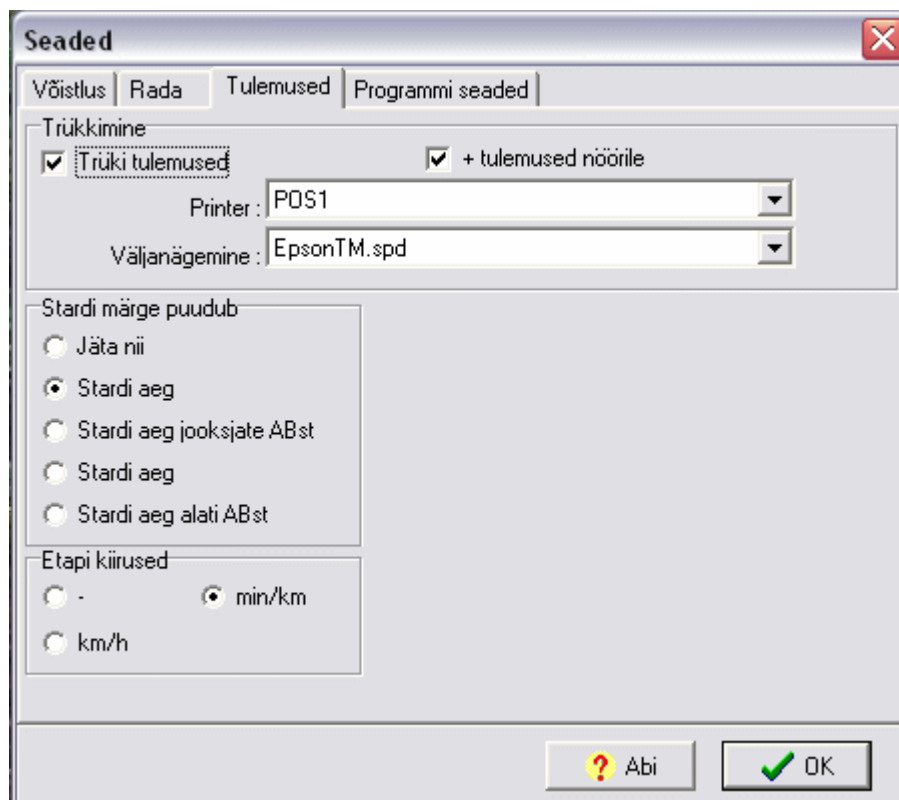 Seaded
Võistlus Rada Tulemused Programmi seaded
Trükkimine
Trüki tulemused + tulemused nöörile
Printer : POS1
Väljanägemine : EpsonTM.spd
Stardi märge puudub
Jäta nii
Stardi aeg
Stardi aeg jooksjate ABst
Stardi aeg
Stardi aeg alati ABst
Etapi kiirused
- min/km
km/h
? Abi OK